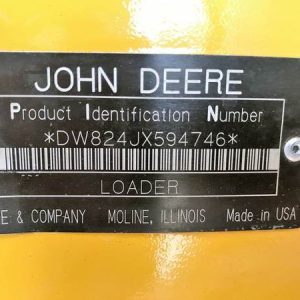 JOHN DEERE
Product Identification Number
*DW824JX594746*
LOADER
E & COMPANY MOLINE, ILLINOIS Made in USA